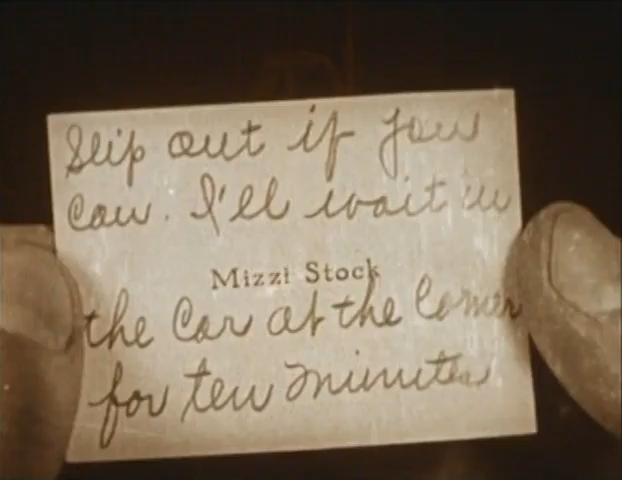 Slip out if you
can. I'll wait in
Mizzi Stock
the car at the corner
for ten minutes